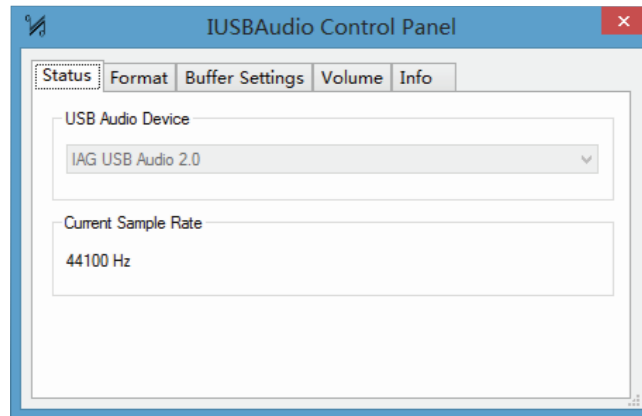 IUSBAudio Control Panel
Status Format Buffer Settings Volume Info
USB Audio Device
IAG USB Audio 2.0
Current Sample Rate
44100 Hz